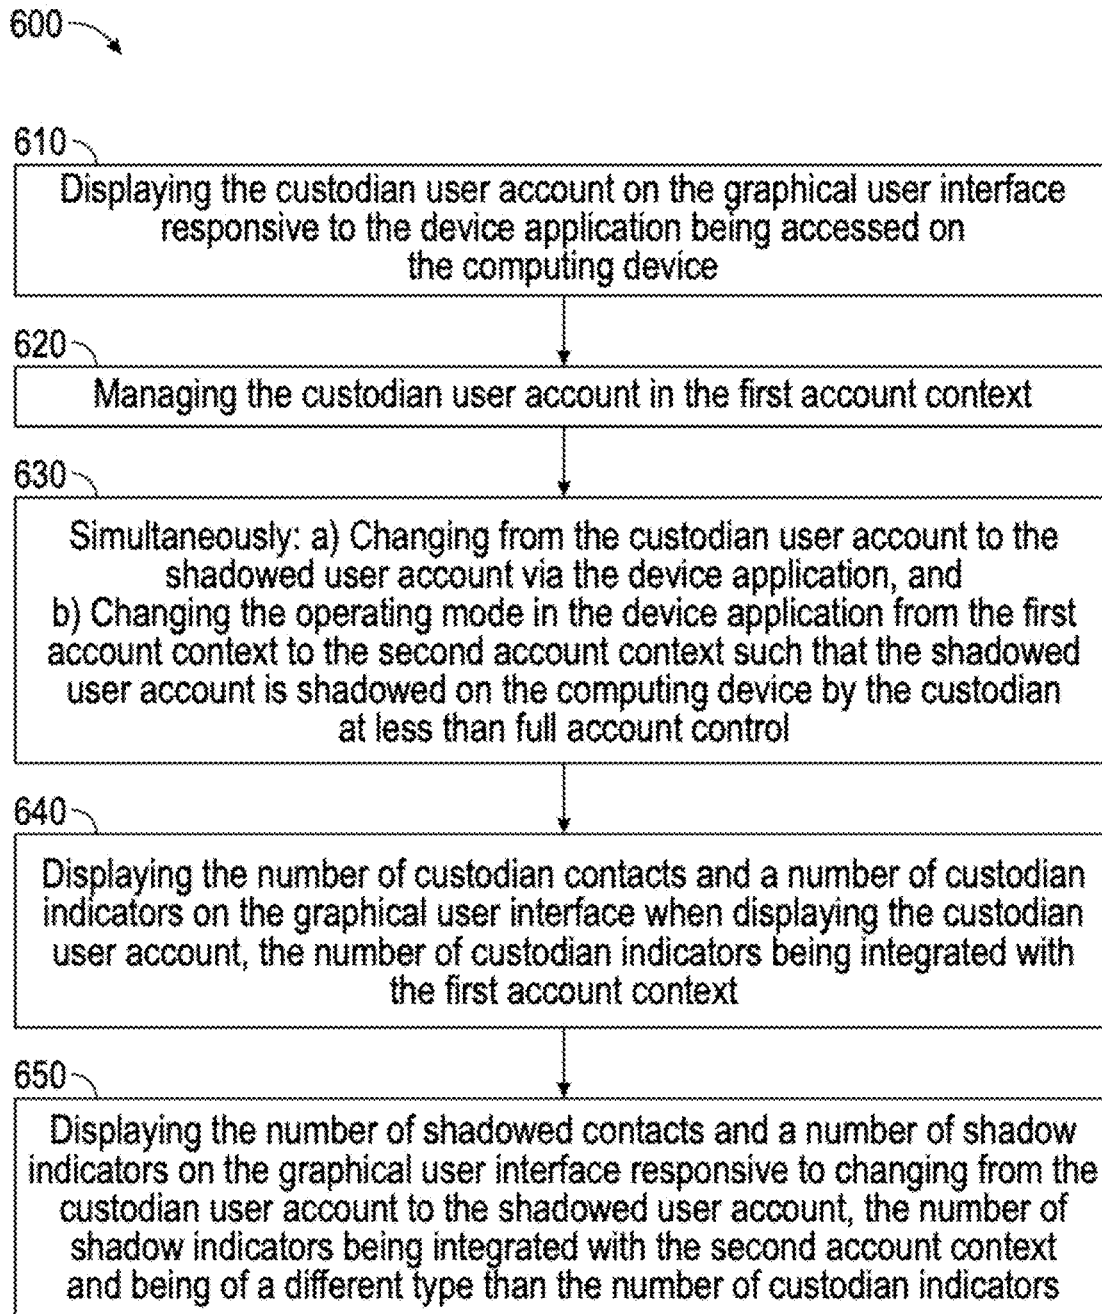 600
610
Displaying the custodian user account on the graphical user interface
responsive to the device application being accessed on
the computing device
620
Managing the custodian user account in the first account context
630
Simultaneously: a) Changing from the custodian user account to the
shadowed user account via the device application, and
b) Changing the operating mode in the device application from the first
account context to the second account context such that the shadowed
user account is shadowed on the computing device by the custodian
at less than full account control
640
Displaying the number of custodian contacts and a number of custodian
indicators on the graphical user interface when displaying the custodian
user account, the number of custodian indicators being integrated with
the first account context
650
Displaying the number of shadowed contacts and a number of shadow
indicators on the graphical user interface responsive to changing from the
custodian user account to the shadowed user account, the number of
shadow indicators being integrated with the second account context
and being of a different type than the number of custodian indicators